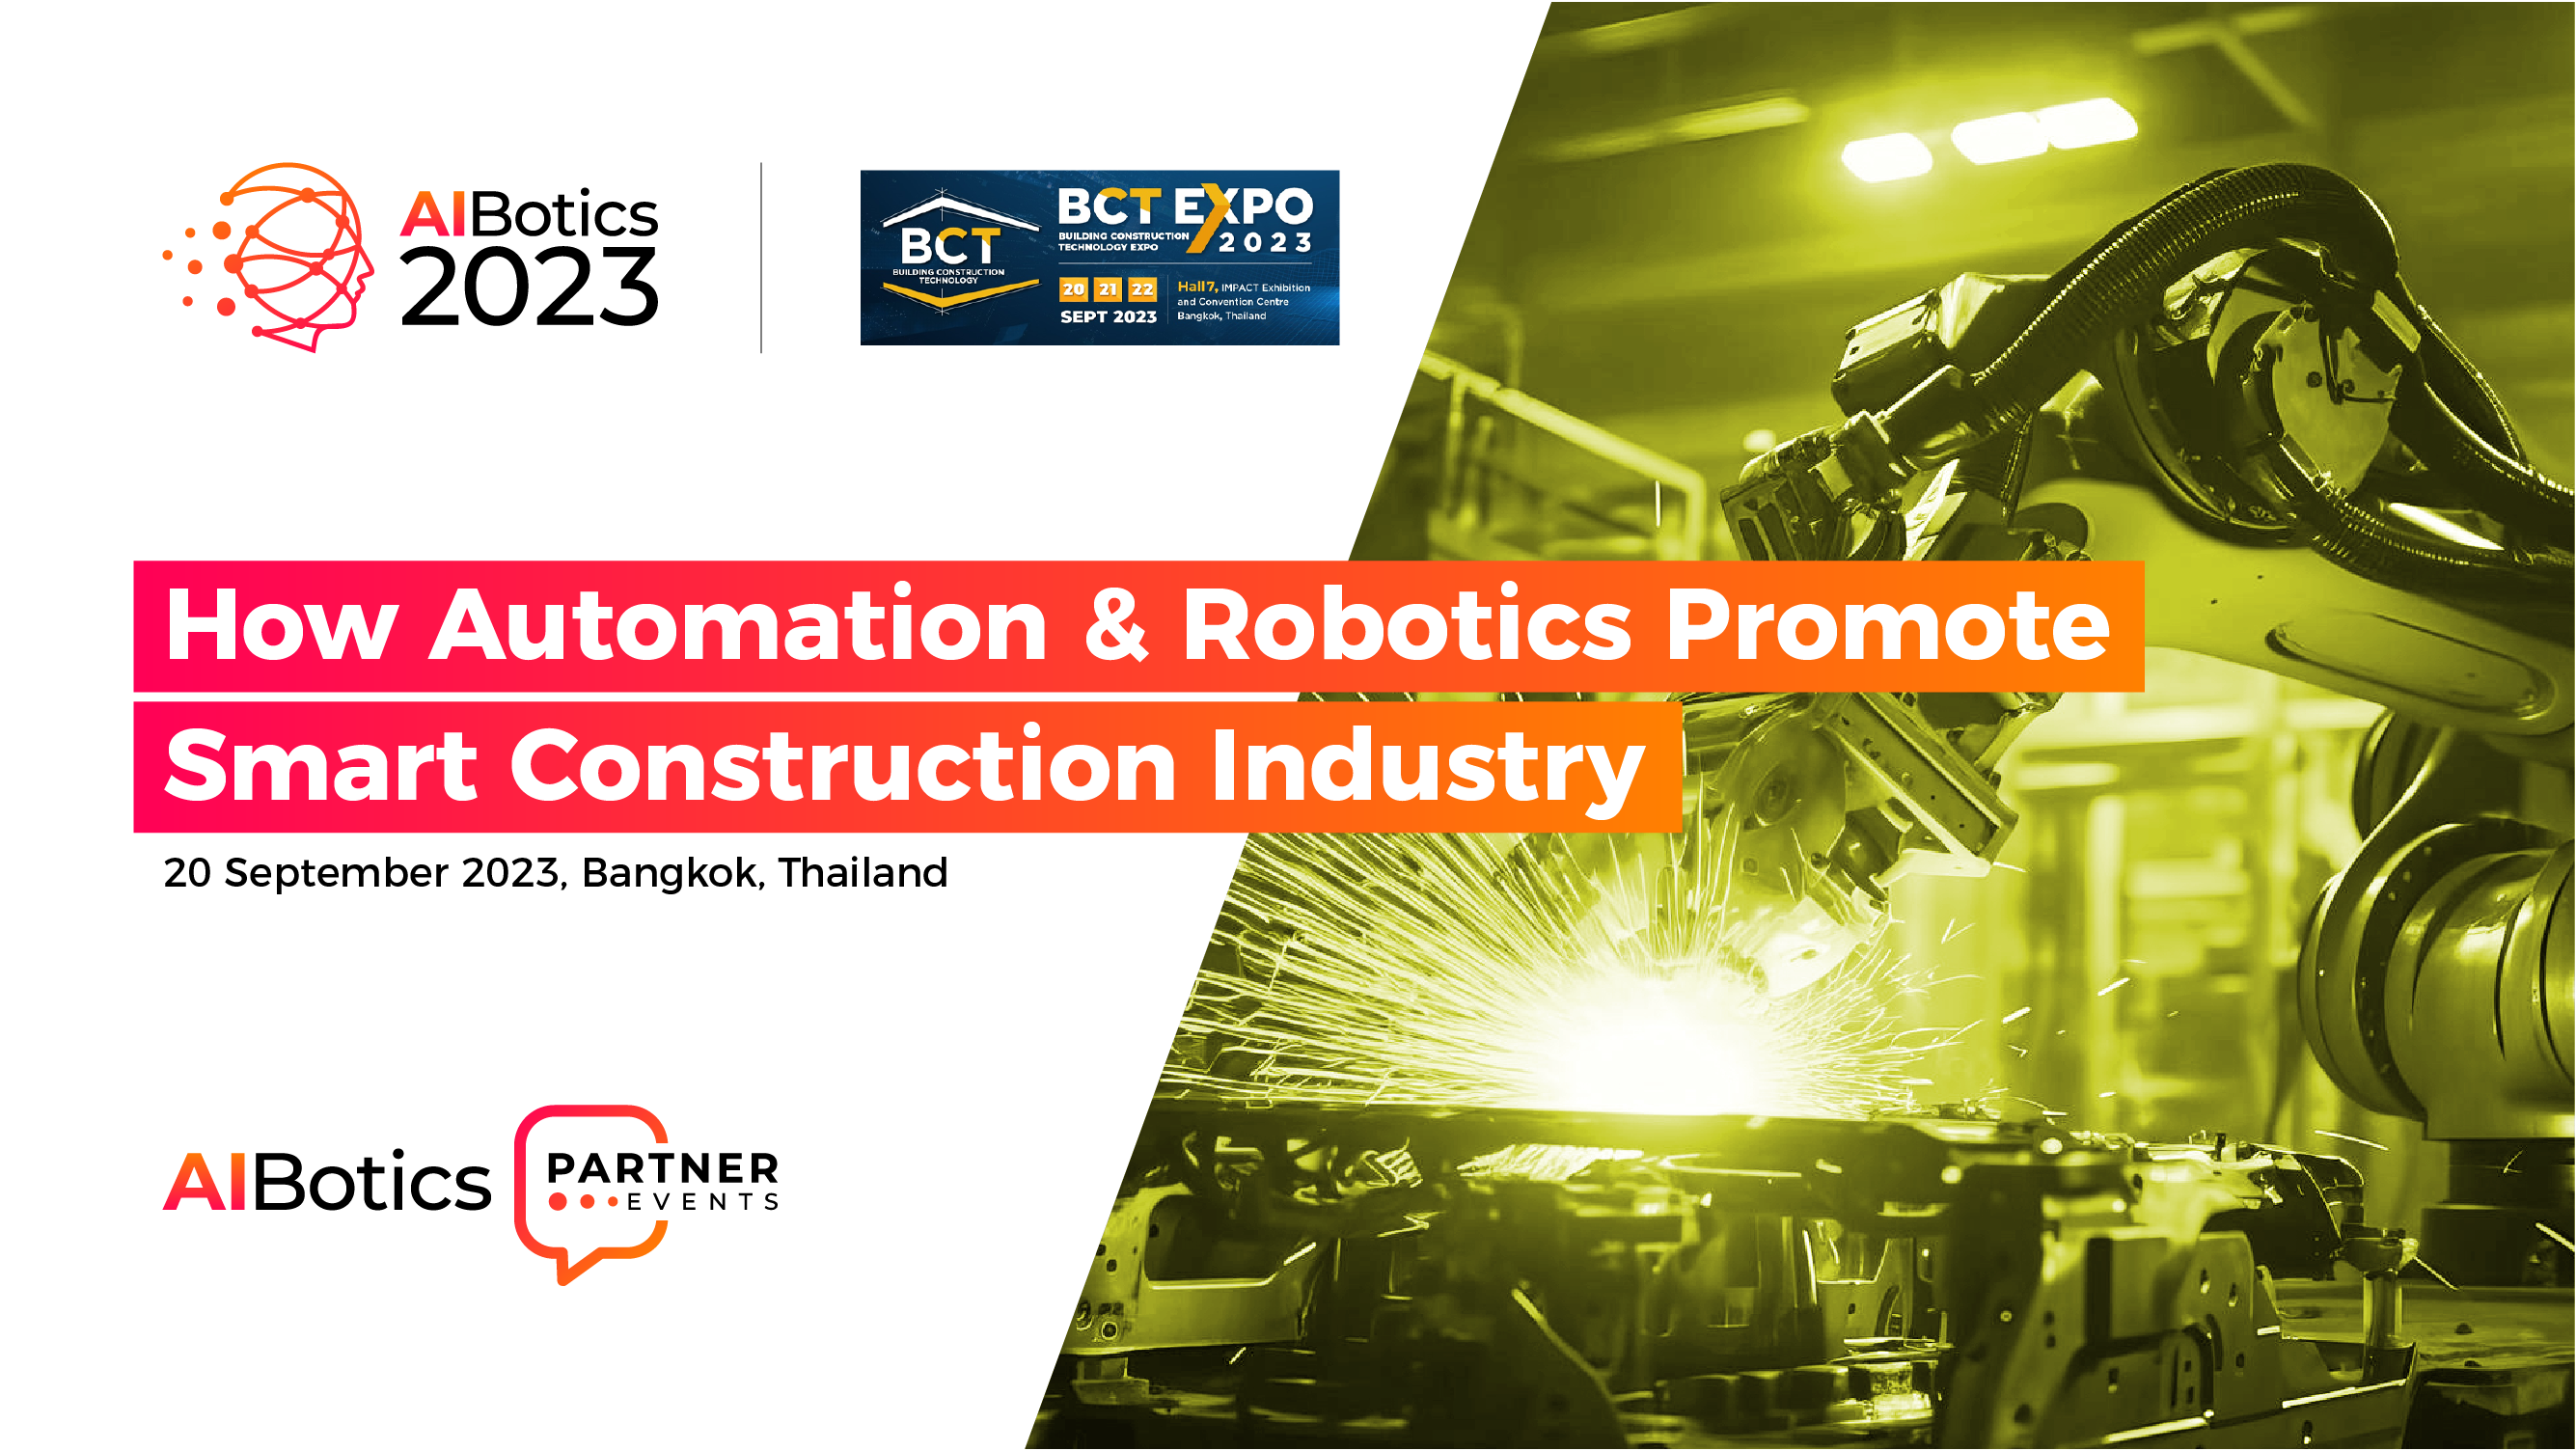 AIBotics
2023
BCT
BUILDING CONSTRUCTION
TECHNOLOGY
BCT EXPO
BUILDING CONSTRUCTION
TECHNOLOGY EXPO
2023
20 21 22
SEPT 2023
Hall 7, IMPACT Exhibition
and Convention Centre
Bangkok, Thailand
How Automation & Robotics Promote
Smart Construction Industry
20 September 2023, Bangkok, Thailand
AIBotics
PARTNER
EVENTS